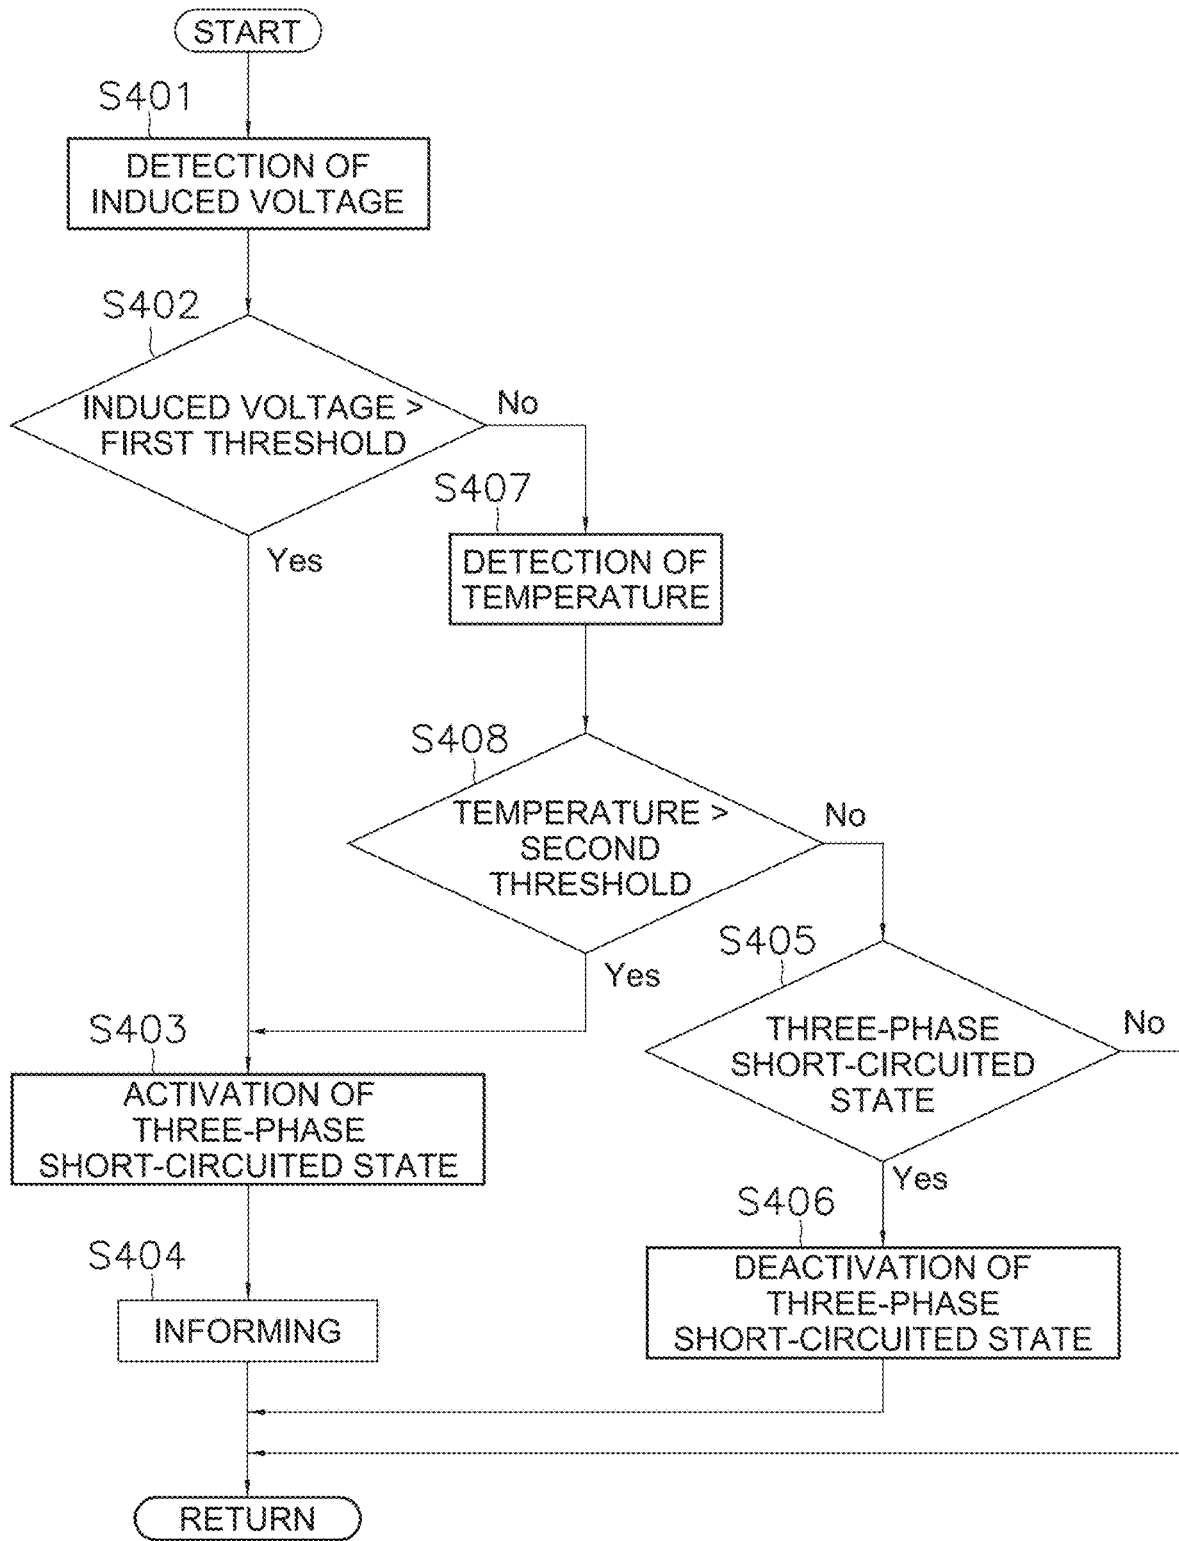 START
S401
DETECTION OF
INDUCED VOLTAGE
S402
INDUCED VOLTAGE >
FIRST THRESHOLD
No
Yes
S407
DETECTION OF
TEMPERATURE
S408
TEMPERATURE >
SECOND
THRESHOLD
No
Yes
S405
THREE-PHASE
SHORT-CIRCUITED
STATE
No
Yes
S403
ACTIVATION OF
THREE-PHASE
SHORT-CIRCUITED STATE
S406
DEACTIVATION OF
THREE-PHASE
SHORT-CIRCUITED STATE
S404
INFORMING
RETURN